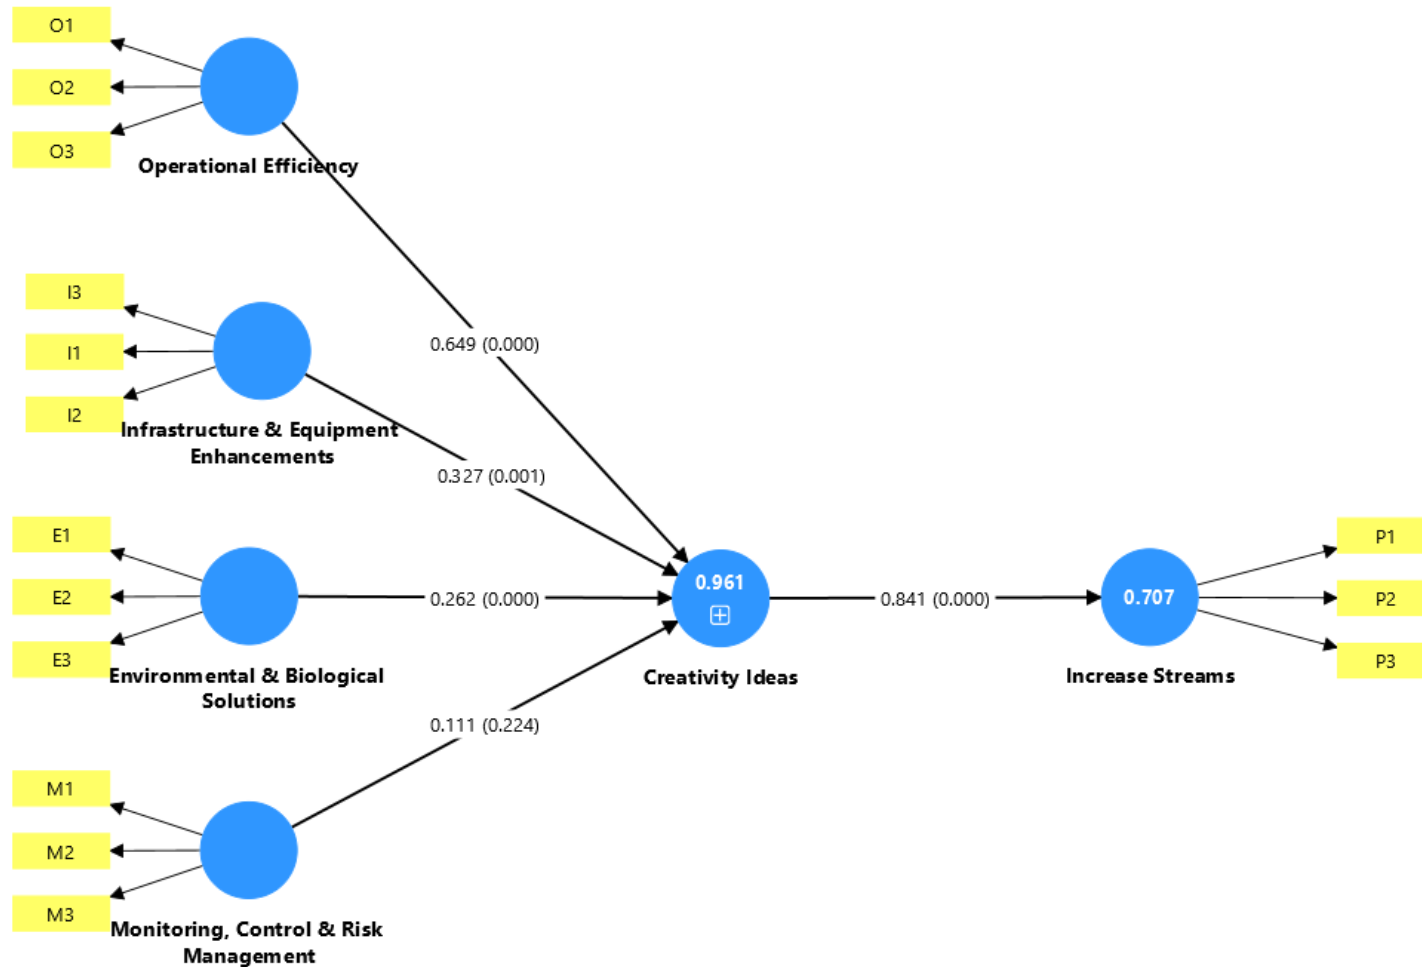 O1
O2
O3
Operational Efficiency
I3
I1
I2
Infrastructure & Equipment
Enhancements
E1
E2
E3
Environmental & Biological
Solutions
M1
M2
M3
Monitoring, Control & Risk
Management
0.649 (0.000)
0.327 (0.001)
0.262 (0.000)
0.111 (0.224)
0.961
Creativity Ideas
0.841 (0.000)
0.707
Increase Streams
P1
P2
P3